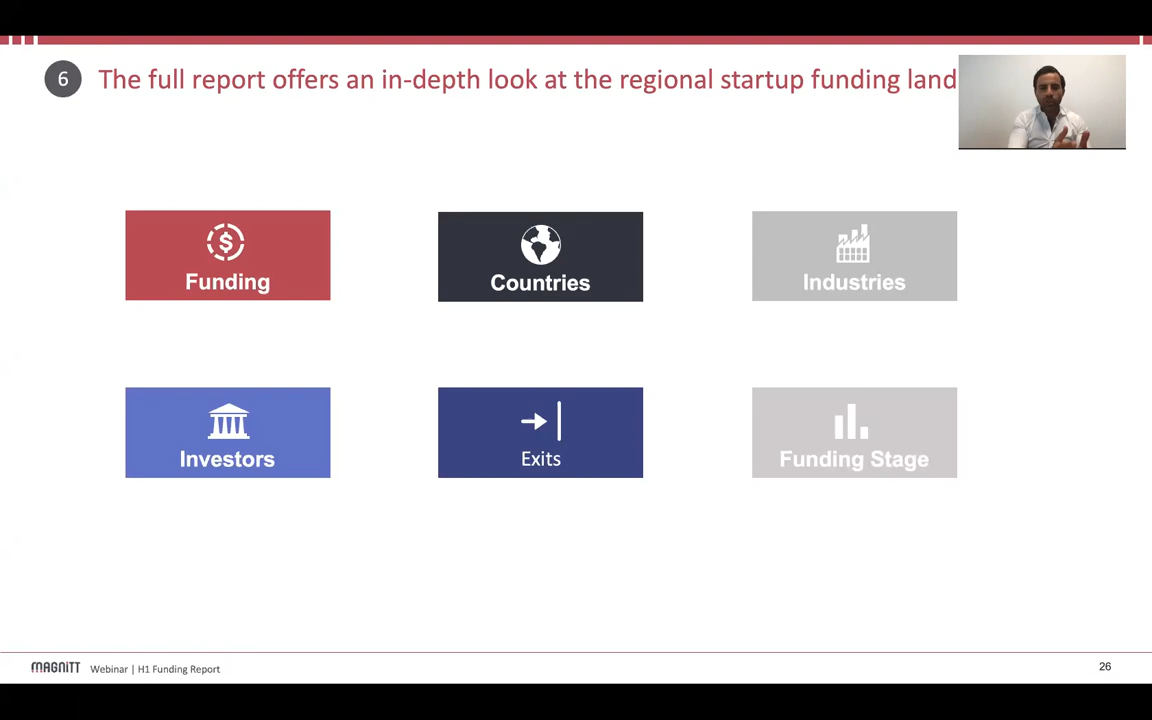 6
The full report offers an in-depth look at the regional startup funding land
Funding
Countries
Industries
Investors
Exits
Funding Stage
MAGNiTT
Webinar | H1 Funding Report
26